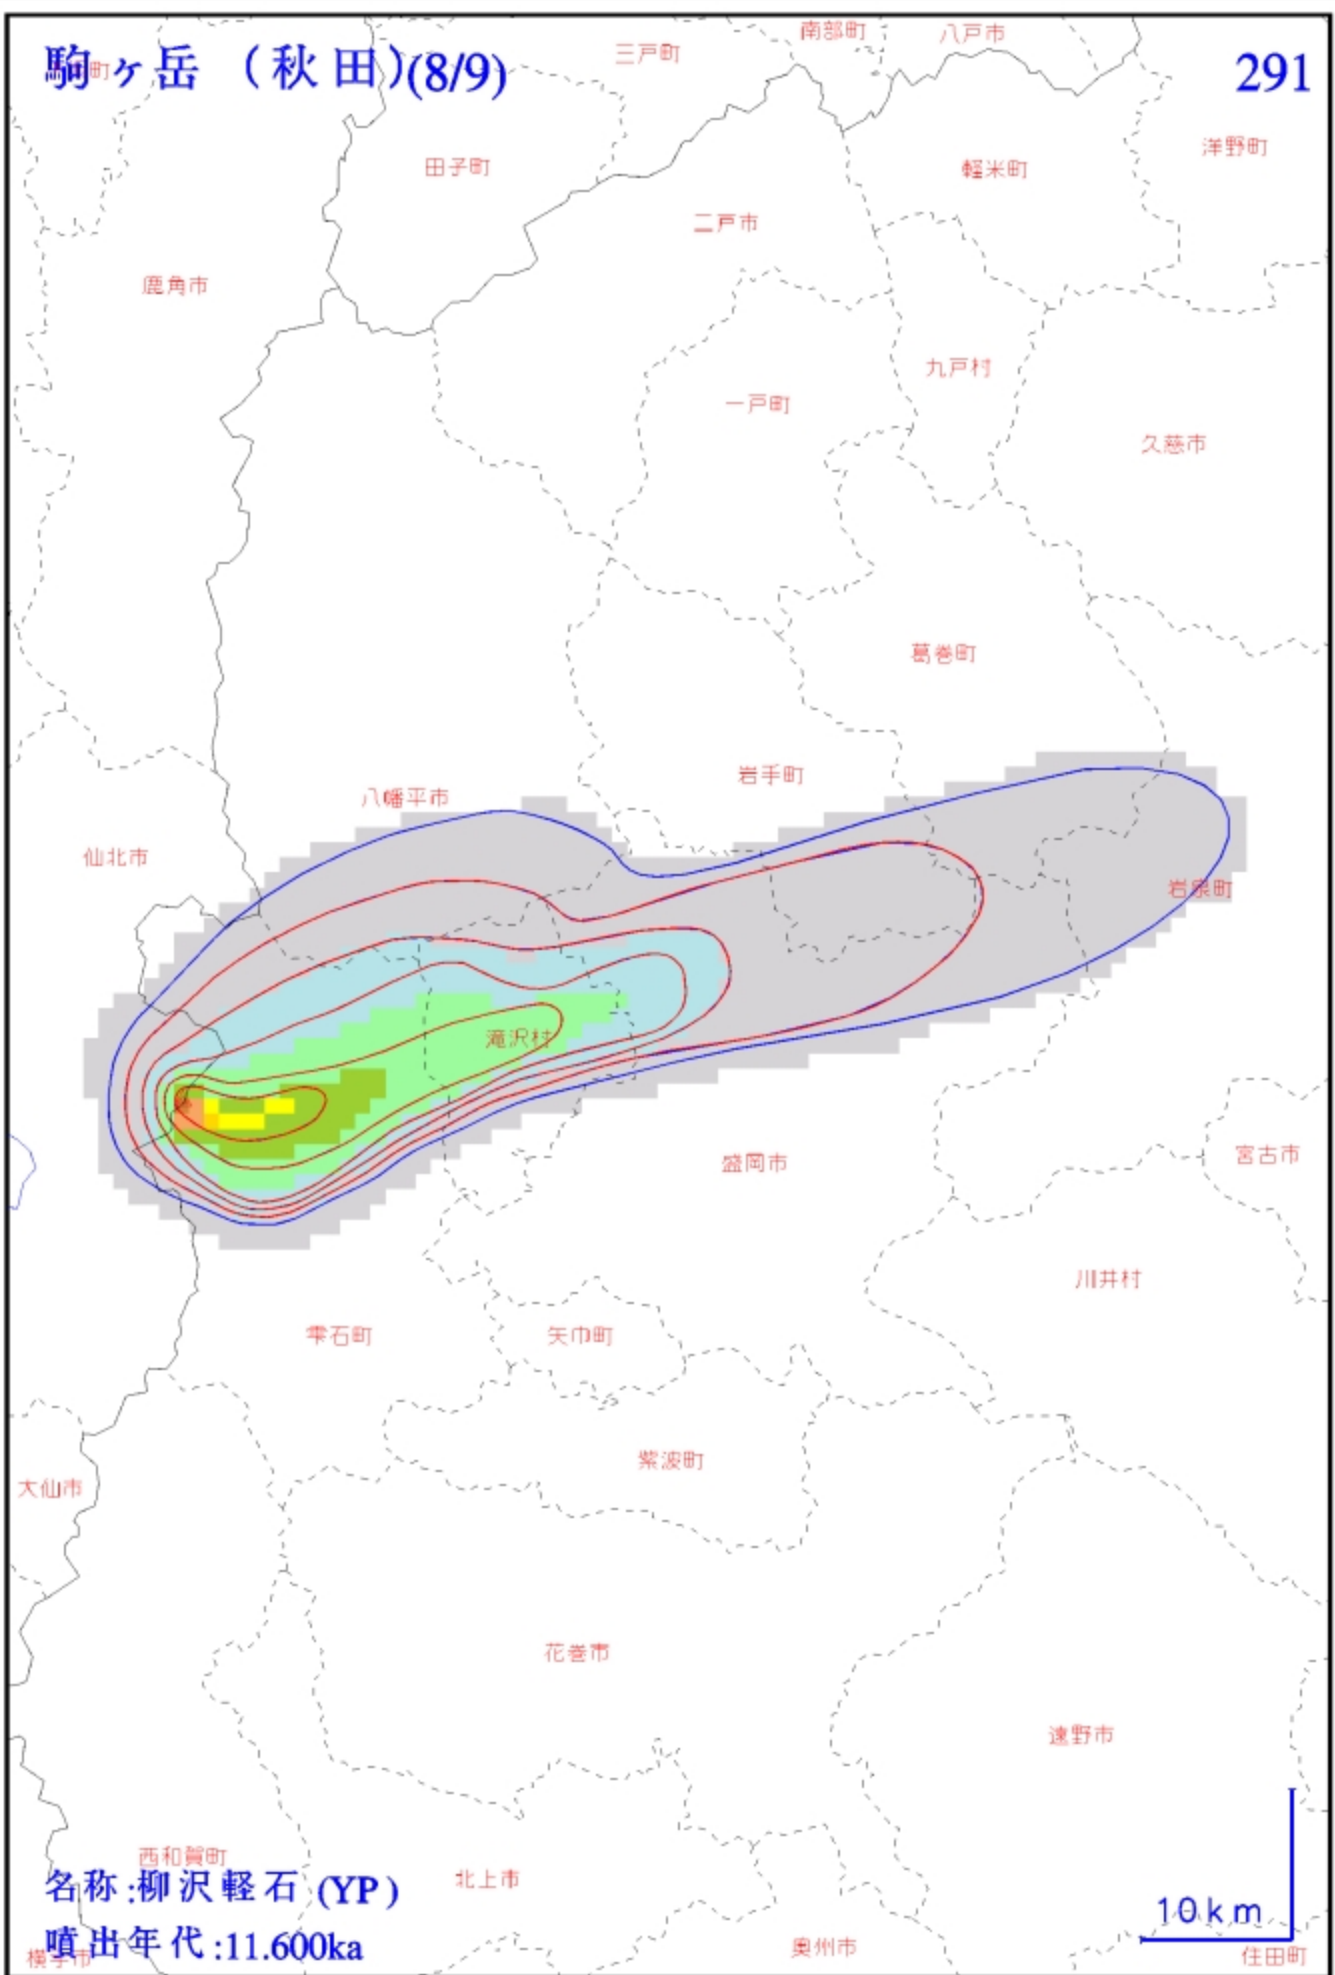 駒ヶ岳（秋田）(8/9)
291
南部町
八戸市
三戸町
洋野町
田子町
軽米町
二戸市
鹿角市
九戸村
一戸町
久慈市
葛巻町
岩手町
八幡平市
仙北市
岩泉町
滝沢村
宮古市
盛岡市
川井村
雫石町
矢巾町
紫波町
大仙市
花巻市
遠野市
西和賀町
北上市
名称:柳沢軽石(YP)
10km
噴出年代:11.600ka
奥州市
住田町
横手市